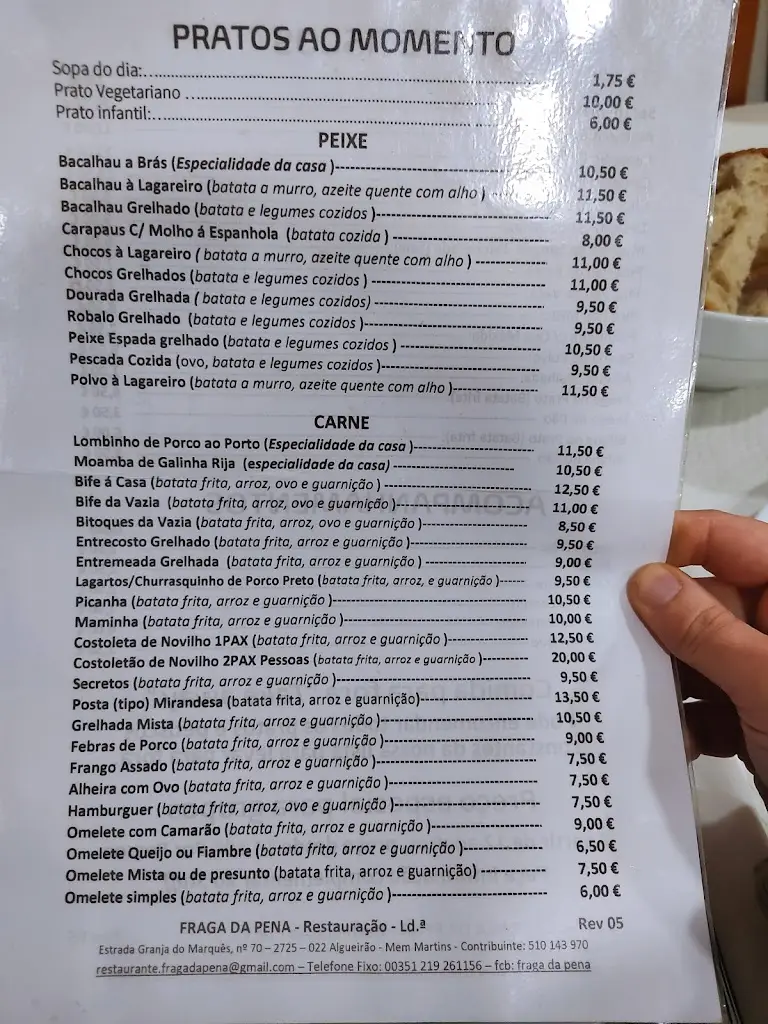 PRATOS AO MOMENTO
Sopa do dia:........ 1,75 €
Prato Vegetariano ........ 10,00 €
Prato infantil:........ 6,00 €
PEIXE
Bacalhau a Brás (Especialidade da casa )-------- 10,50 €
Bacalhau à Lagareiro (batata a murro, azeite quente com alho ) -------- 11,50 €
Bacalhau Grelhado (batata e legumes cozidos )-------- 11,50 €
Carapaus C/ Molho á Espanhola (batata cozida ) -------- 8,00 €
Chocos à Lagareiro ( batata a murro, azeite quente com alho ) -------- 11,00 €
Chocos Grelhados (batata e legumes cozidos ) -------- 11,00 €
Dourada Grelhada ( batata e legumes cozidos) -------- 9,50 €
Robalo Grelhado (batata e legumes cozidos )-------- 9,50 €
Peixe Espada grelhado (batata e legumes cozidos ) -------- 10,50 €
Pescada Cozida (ovo, batata e legumes cozidos )-------- 9,50 €
Polvo à Lagareiro (batata a murro, azeite quente com alho )-------- 11,50 €
CARNE
Lombinho de Porco ao Porto (Especialidade da casa )-------- 11,50 €
Moamba de Galinha Rija (especialidade da casa) -------- 10,50 €
Bife á Casa (batata frita, arroz, ovo e guarnição ) -------- 12,50 €
Bife da Vazia (batata frita, arroz, ovo e guarnição )-------- 11,00 €
Bitoques da Vazia (batata frita, arroz, ovo e guarnição )-------- 8,50 €
Entrecosto Grelhado (batata frita, arroz e guarnição )-------- 9,50 €
Entremeada Grelhada (batata frita, arroz e guarnição ) -------- 9,00 €
Lagartos/Churrasquinho de Porco Preto (batata frita, arroz, e guarnição )------ 9,50 €
Picanha (batata frita, arroz e guarnição )-------- 10,50 €
Maminha (batata frita, arroz e guarnição )-------- 10,00 €
Costoleta de Novilho 1PAX (batata frita, arroz e guarnição )-------- 12,50 €
Costoletão de Novilho 2PAX Pessoas (batata frita, arroz e guarnição )-------- 20,00 €
Secretos (batata frita, arroz e guarnição )-------- 9,50 €
Posta (tipo) Mirandesa (batata frita, arroz e guarnição)-------- 13,50 €
Grelhada Mista (batata frita, arroz e guarnição )-------- 10,50 €
Febras de Porco (batata frita, arroz e guarnição )-------- 9,00 €
Frango Assado (batata frita, arroz e guarnição )-------- 7,50 €
Alheira com Ovo (batata frita, arroz e guarnição )-------- 7,50 €
Hamburguer (batata frita, arroz, ovo e guarnição ) -------- 7,50 €
Omelete com Camarão (batata frita, arroz e guarnição )-------- 9,00 €
Omelete Queijo ou Fiambre (batata frita, arroz e guarnição )-------- 6,50 €
Omelete Mista ou de presunto (batata frita, arroz e guarnição) -------- 7,50 €
Omelete simples (batata frita, arroz e guarnição )-------- 6,00 €
FRAGA DA PENA - Restauração - Ld.ª Rev 05
Estrada Granja do Marquês, nº 70 – 2725 – 022 Algueirão - Mem Martins - Contribuinte: 510 143 970
restaurante.fragadapena@gmail.com – Telefone Fixo: 00351 219 261156 – fcb: fraga da pena